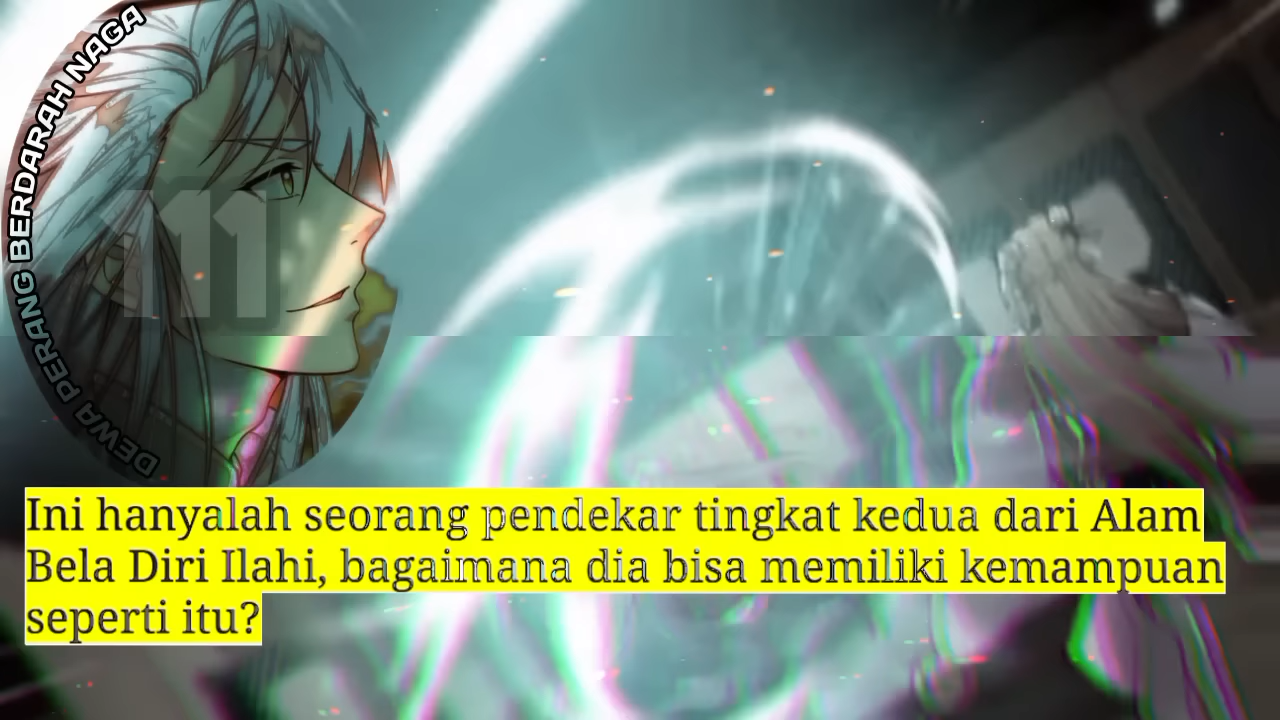 DEWA PERANG BERDARAH NAGA
111
Ini hanyalah seorang pendekar tingkat kedua dari Alam
Bela Diri Ilahi, bagaimana dia bisa memiliki kemampuan
seperti itu?